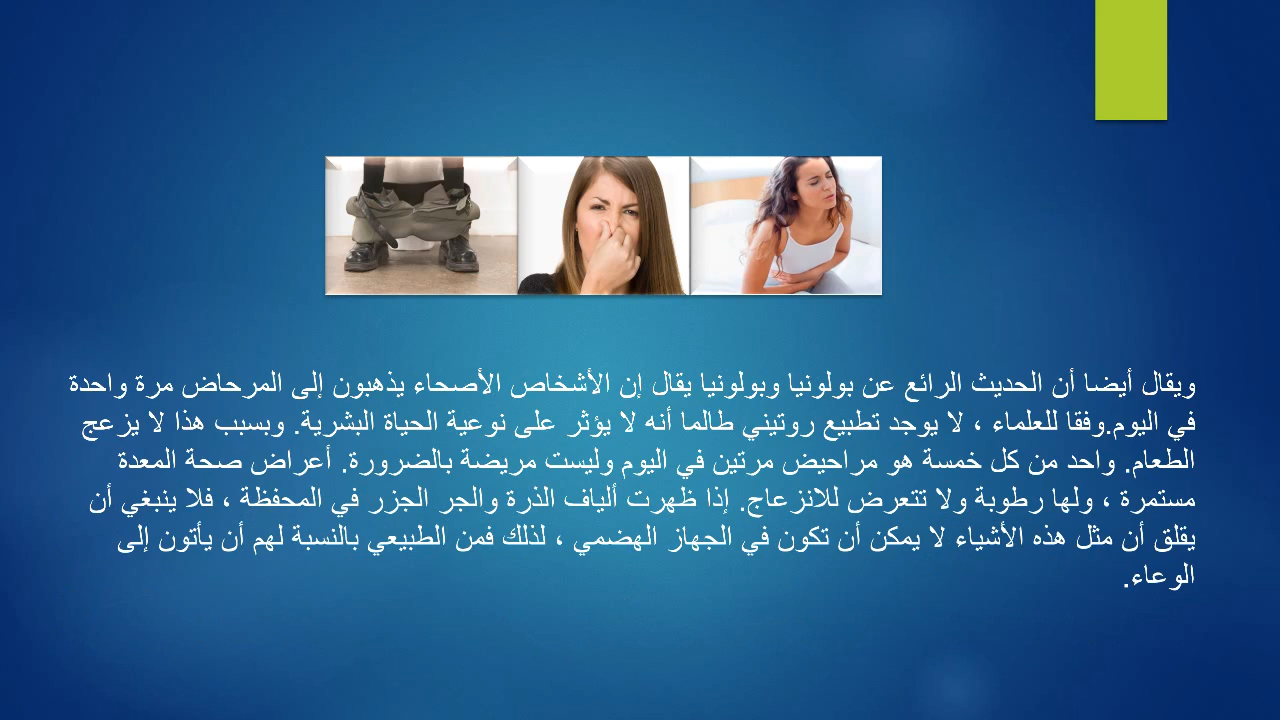 ويقال أيضا أن الحديث الرائع عن بولونيا وبولونيا يقال إن الأشخاص الأصحاء يذهبون إلى المرحاض مرة واحدة
في اليوم.وفقا للعلماء ، لا يوجد تطبيع روتيني طالما أنه لا يؤثر على نوعية الحياة البشرية. وبسبب هذا لا يزعج
الطعام. واحد من كل خمسة هو مراحيض مرتين في اليوم وليست مريضة بالضرورة. أعراض صحة المعدة
مستمرة ، ولها رطوبة ولا تتعرض للانزعاج. إذا ظهرت ألياف الذرة والجر الجزر في المحفظة ، فلا ينبغي أن
يقلق أن مثل هذه الأشياء لا يمكن أن تكون في الجهاز الهضمي ، لذلك فمن الطبيعي بالنسبة لهم أن يأتون إلى
الوعاء.